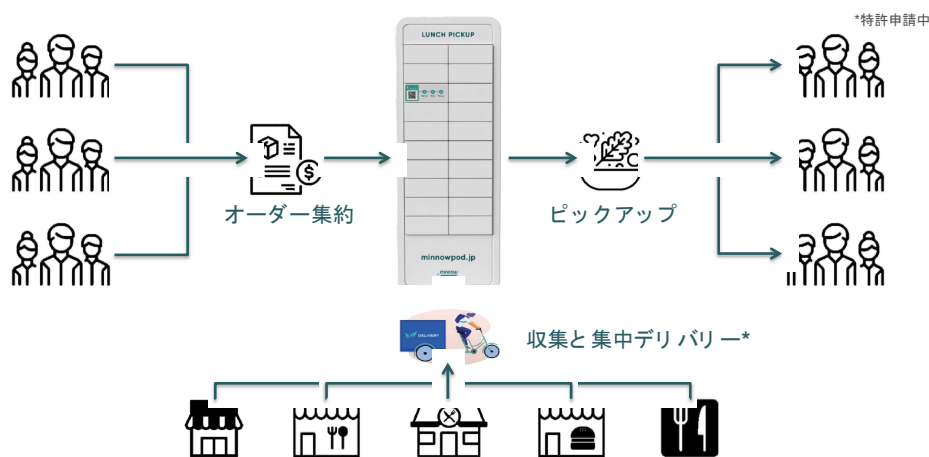 *特許申請中
LUNCH PICKUP
オーダー集約
ピックアップ
minnowpod.jp
DELIVERY
収集と集中デリバリー*